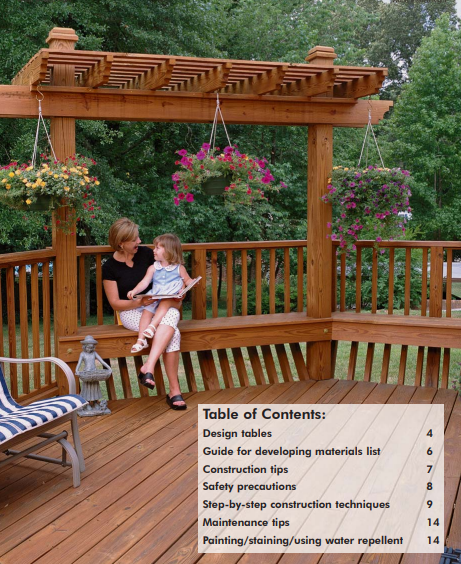 Table of Contents:
Design tables 4
Guide for developing materials list 6
Construction tips 7
Safety precautions 8
Step-by-step construction techniques 9
Maintenance tips 14
Painting/staining/using water repellent 14